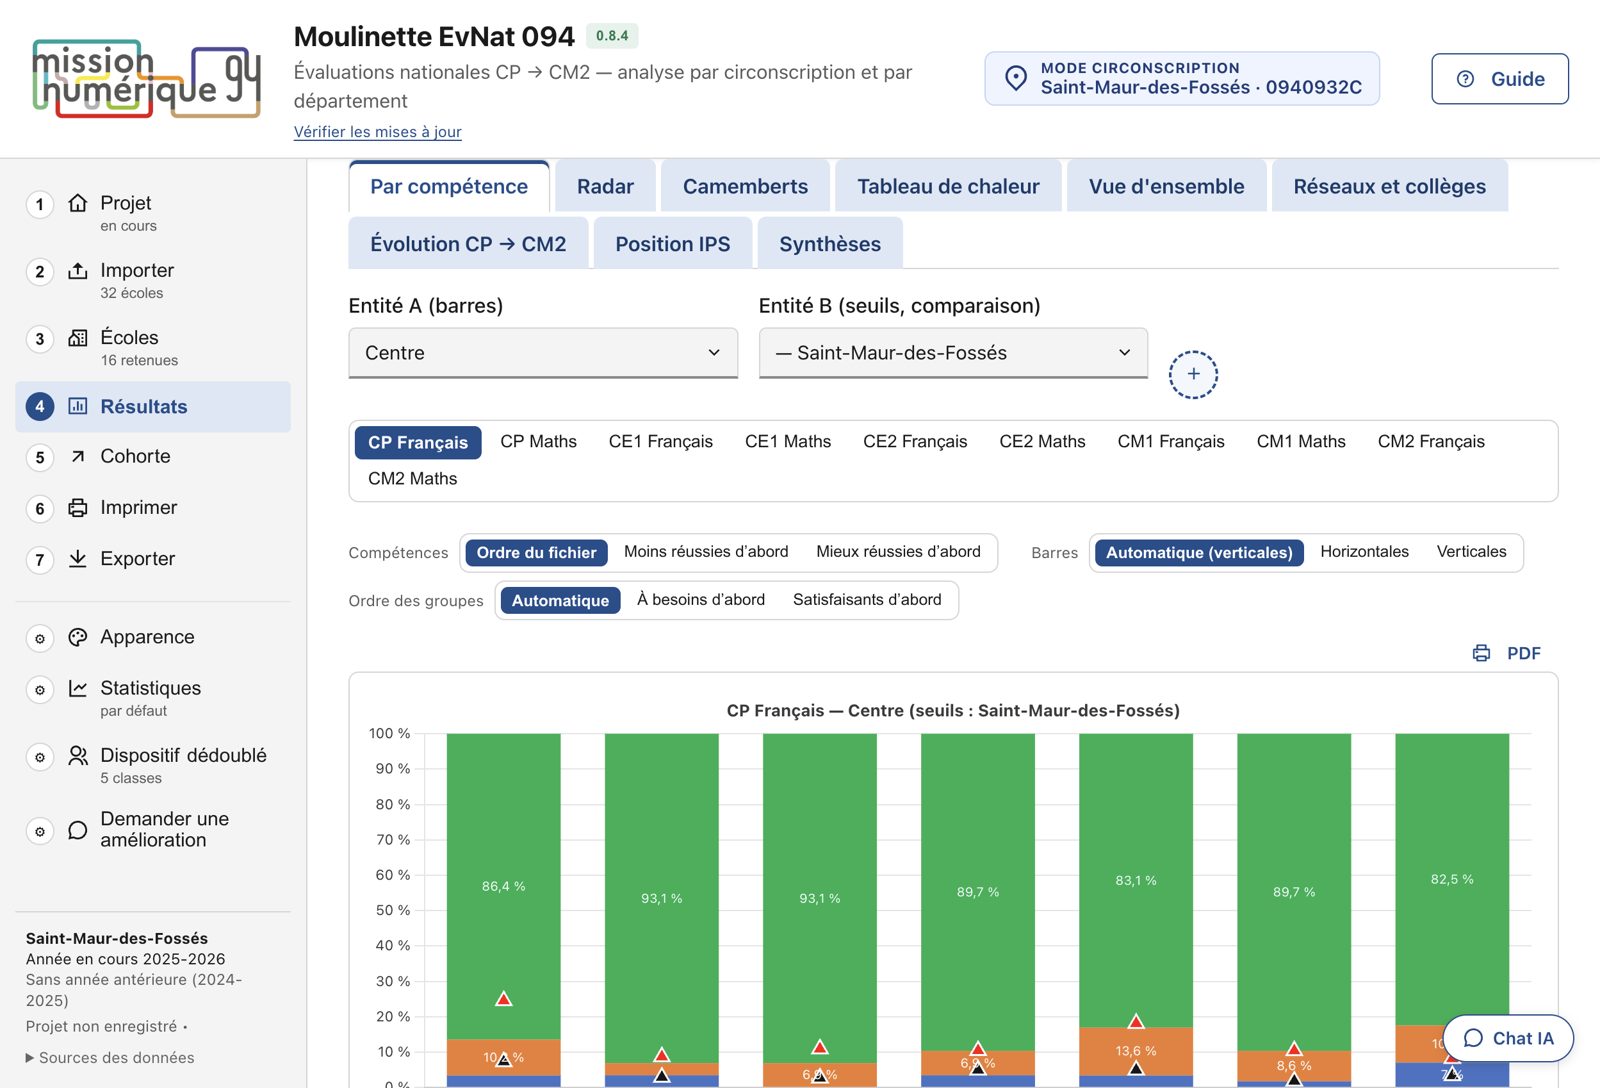 mission
numérique 94
Moulinette EvNat 094
0.8.4
Évaluations nationales CP → CM2 — analyse par circonscription et par
département
Vérifier les mises à jour
MODE CIRCONSCRIPTION
Saint-Maur-des-Fossés · 0940932C
Guide
1 Projet
en cours
2 Importer
32 écoles
3 Écoles
16 retenues
4 Résultats
5 Cohorte
6 Imprimer
7 Exporter
Apparence
Statistiques
par défaut
Dispositif dédoublé
5 classes
Demander une
amélioration
Saint-Maur-des-Fossés
Année en cours 2025-2026
Sans année antérieure (2024-
2025)
Projet non enregistré •
Sources des données
Par compétence
Radar
Camemberts
Tableau de chaleur
Vue d'ensemble
Réseaux et collèges
Évolution CP → CM2
Position IPS
Synthèses
Entité A (barres)
Entité B (seuils, comparaison)
Centre
— Saint-Maur-des-Fossés
+
CP Français CP Maths CE1 Français CE1 Maths CE2 Français CE2 Maths CM1 Français CM1 Maths CM2 Français
CM2 Maths
Compétences Ordre du fichier Moins réussies d'abord Mieux réussies d'abord
Barres Automatique (verticales) Horizontales Verticales
Ordre des groupes Automatique À besoins d'abord Satisfaisants d'abord
PDF
CP Français — Centre (seuils : Saint-Maur-des-Fossés)
100 %
90 %
80 %
70 %
60 %
50 %
40 %
30 %
20 %
10 %
0 %
86,4 % 93,1 % 93,1 % 89,7 % 83,1 % 89,7 % 82,5 %
13,6 % 8,6 %
Chat IA